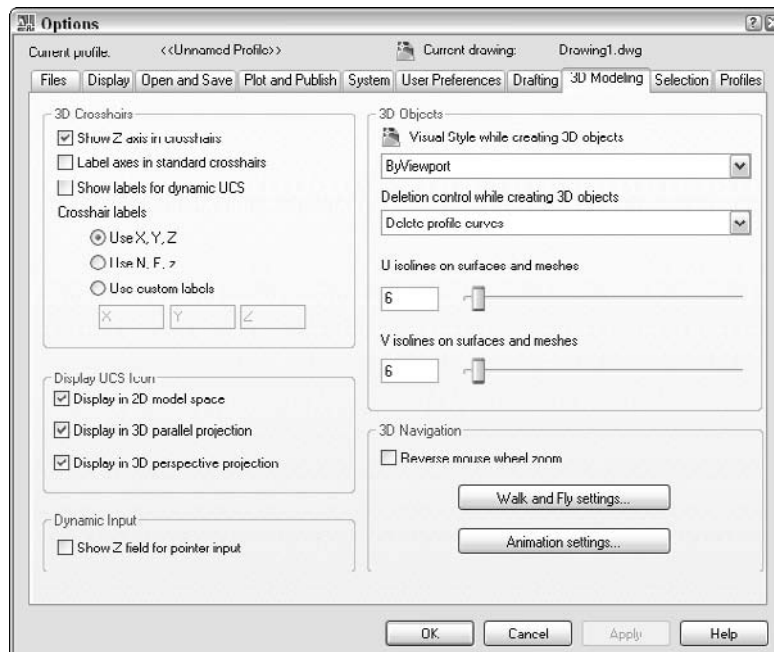 Options
Current profile: <<Unnamed Profile>> Current drawing: Drawing1.dwg
Files Display Open and Save Plot and Publish System User Preferences Drafting 3D Modeling Selection Profiles
3D Crosshairs
Show Z axis in crosshairs
Label axes in standard crosshairs
Show labels for dynamic UCS
Crosshair labels
Use X, Y, Z
Use N, E, z
Use custom labels
X Y Z
Display UCS Icon
Display in 2D model space
Display in 3D parallel projection
Display in 3D perspective projection
Dynamic Input
Show Z field for pointer input
3D Objects
Visual Style while creating 3D objects
ByViewport
Deletion control while creating 3D objects
Delete profile curves
U isolines on surfaces and meshes
6
V isolines on surfaces and meshes
6
3D Navigation
Reverse mouse wheel zoom
Walk and Fly settings...
Animation settings...
OK Cancel Apply Help